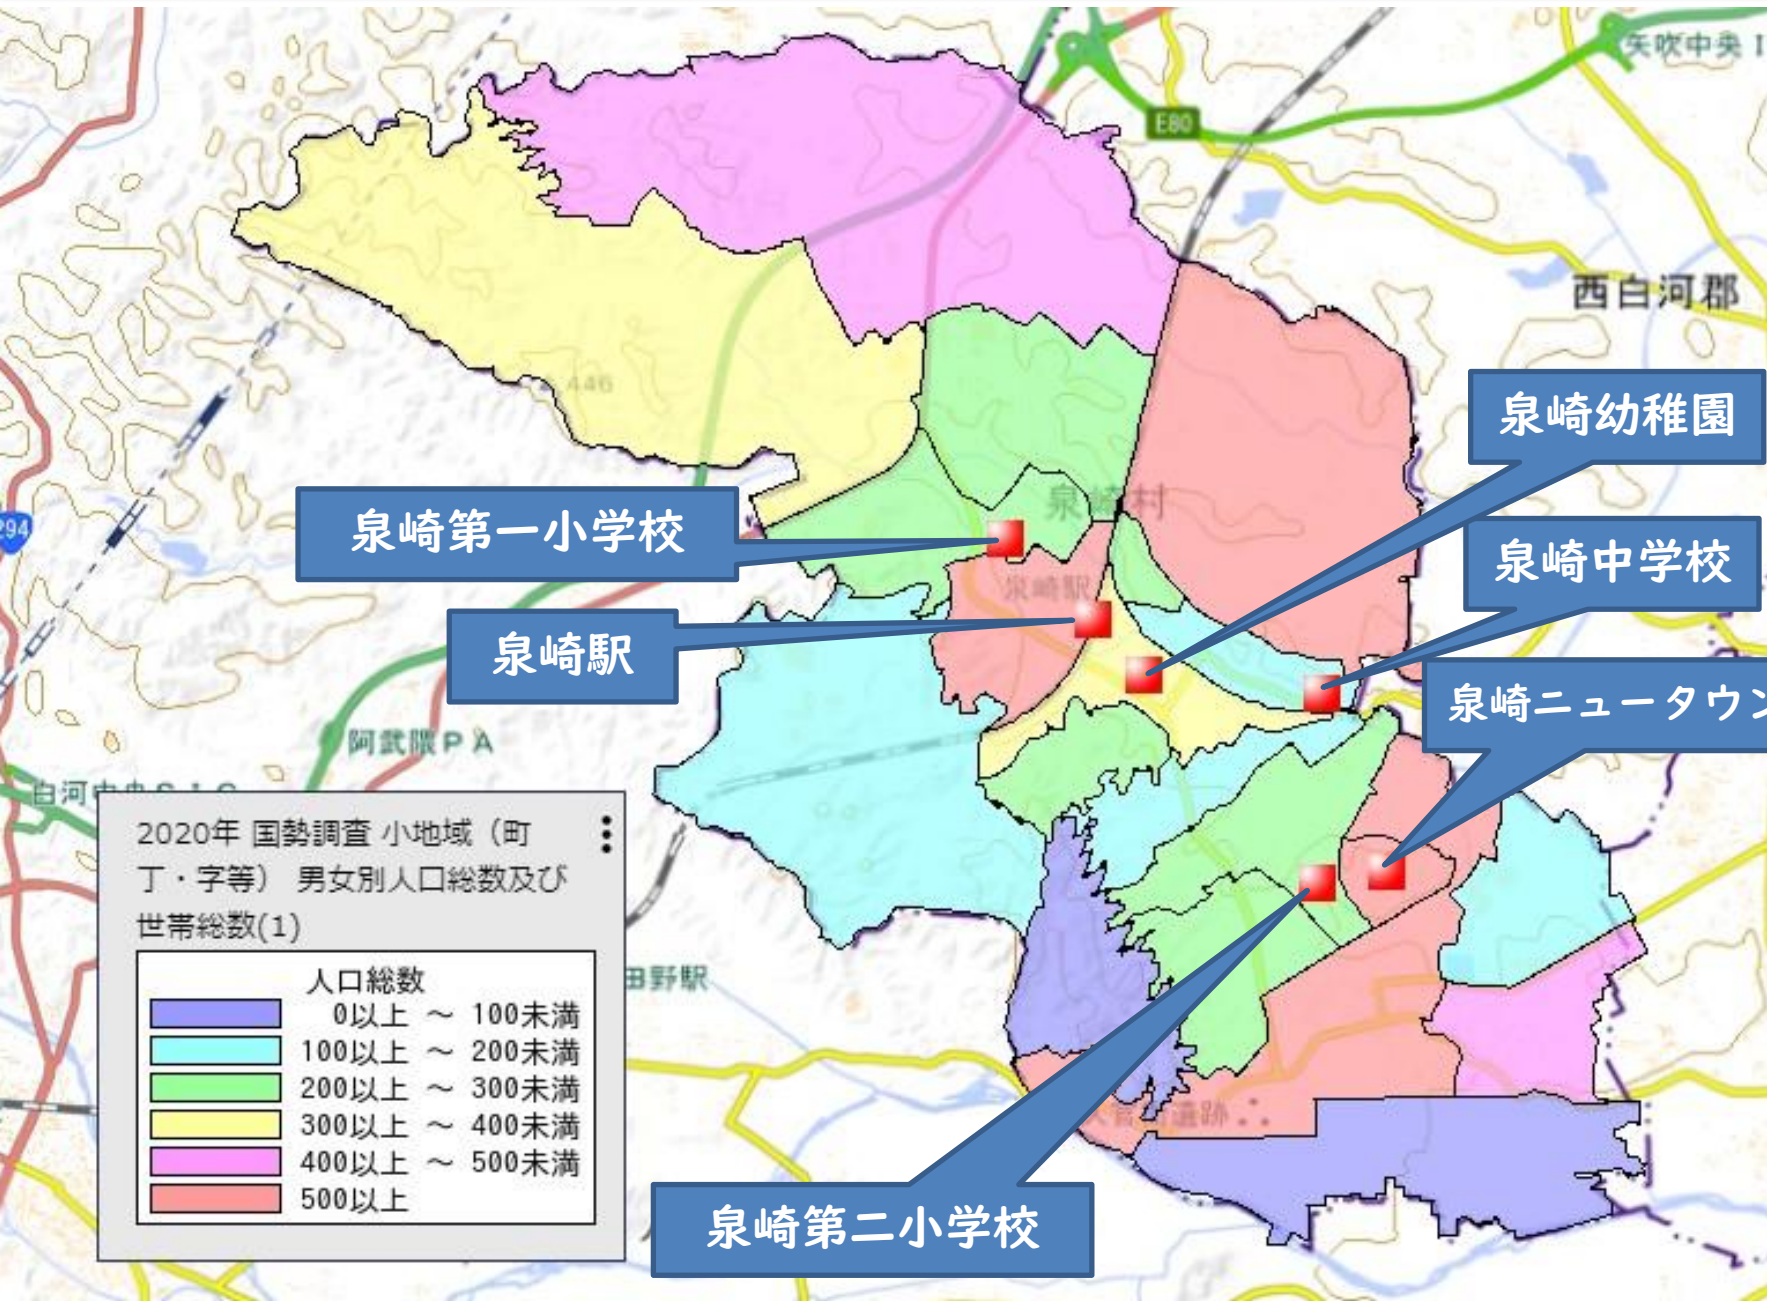 矢吹中央I
E80
西白河郡
446
泉崎幼稚園
泉崎村
泉崎第一小学校
294
泉崎中学校
泉崎駅
泉崎駅
泉崎ニュータウン
阿武隈PA
2020年 国勢調査 小地域（町
丁・字等） 男女別人口総数及び
世帯総数(1)
人口総数
0以上 ～ 100未満
100以上 ～ 200未満
200以上 ～ 300未満
300以上 ～ 400未満
400以上 ～ 500未満
500以上
田野駅
遺跡
泉崎第二小学校